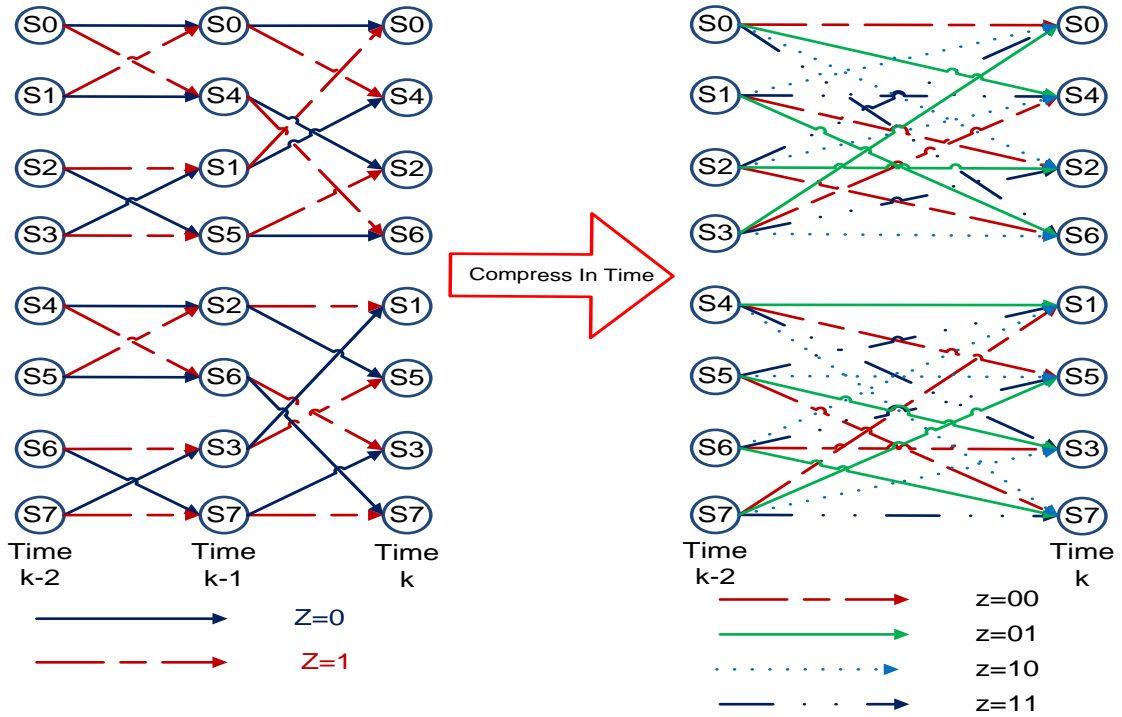 S0 S0 S0 S0 S0
S1 S4 S4 S1 S4
S2 S1 S2 S2 S2
S3 S5 S6 S3 S6
Compress In Time
S4 S2 S1 S4 S1
S5 S6 S5 S5 S5
S6 S3 S3 S6 S3
S7 S7 S7 S7 S7
Time Time Time Time Time
k-2 k-1 k k-2 k
Z=0
Z=1
z=00
z=01
z=10
z=11